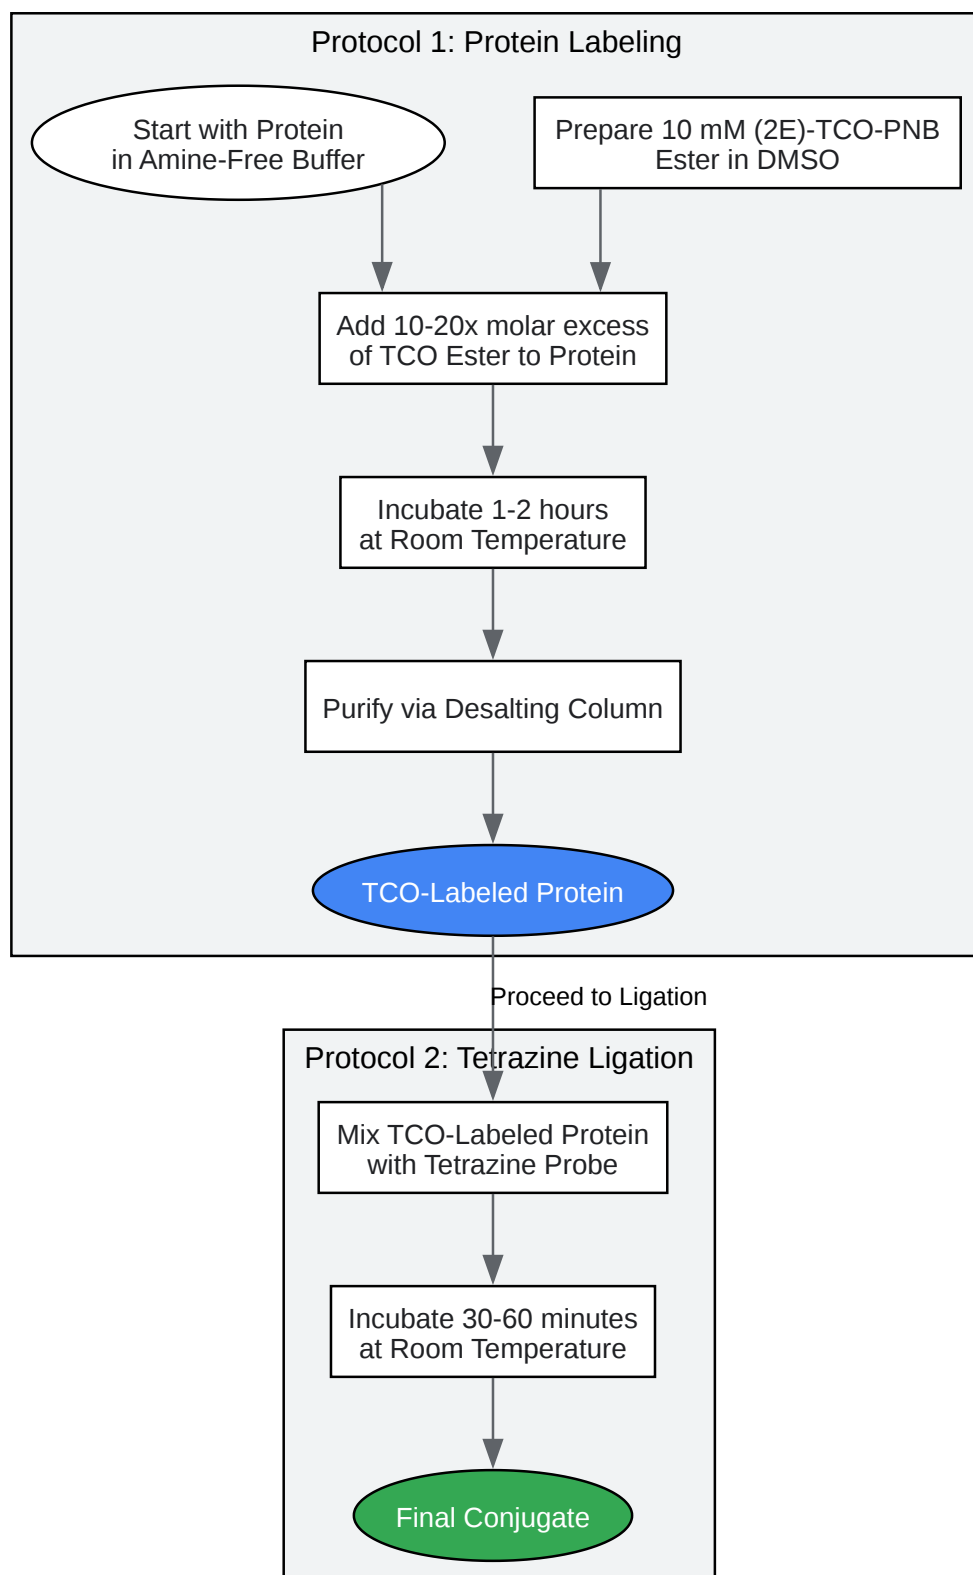 Protocol 1: Protein Labeling
Start with Protein
in Amine-Free Buffer
Prepare 10 mM (2E)-TCO-PNB
Ester in DMSO
Add 10-20x molar excess
of TCO Ester to Protein
Incubate 1-2 hours
at Room Temperature
Purify via Desalting Column
TCO-Labeled Protein
Proceed to Ligation
Protocol 2: Tetrazine Ligation
Mix TCO-Labeled Protein
with Tetrazine Probe
Incubate 30-60 minutes
at Room Temperature
Final Conjugate